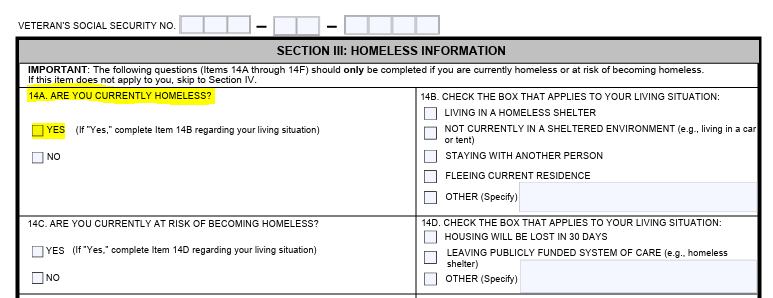 VETERAN'S SOCIAL SECURITY NO.
SECTION III: HOMELESS INFORMATION
IMPORTANT: The following questions (Items 14A through 14F) should only be completed if you are currently homeless or at risk of becoming homeless.
If this item does not apply to you, skip to Section IV.
14A. ARE YOU CURRENTLY HOMELESS?
YES (If "Yes," complete Item 14B regarding your living situation)
NO
14B. CHECK THE BOX THAT APPLIES TO YOUR LIVING SITUATION:
LIVING IN A HOMELESS SHELTER
NOT CURRENTLY IN A SHELTERED ENVIRONMENT (e.g., living in a car
or tent)
STAYING WITH ANOTHER PERSON
FLEEING CURRENT RESIDENCE
OTHER (Specify)
14C. ARE YOU CURRENTLY AT RISK OF BECOMING HOMELESS?
YES (If "Yes," complete Item 14D regarding your living situation)
NO
14D. CHECK THE BOX THAT APPLIES TO YOUR LIVING SITUATION:
HOUSING WILL BE LOST IN 30 DAYS
LEAVING PUBLICLY FUNDED SYSTEM OF CARE (e.g., homeless
shelter)
OTHER (Specify)